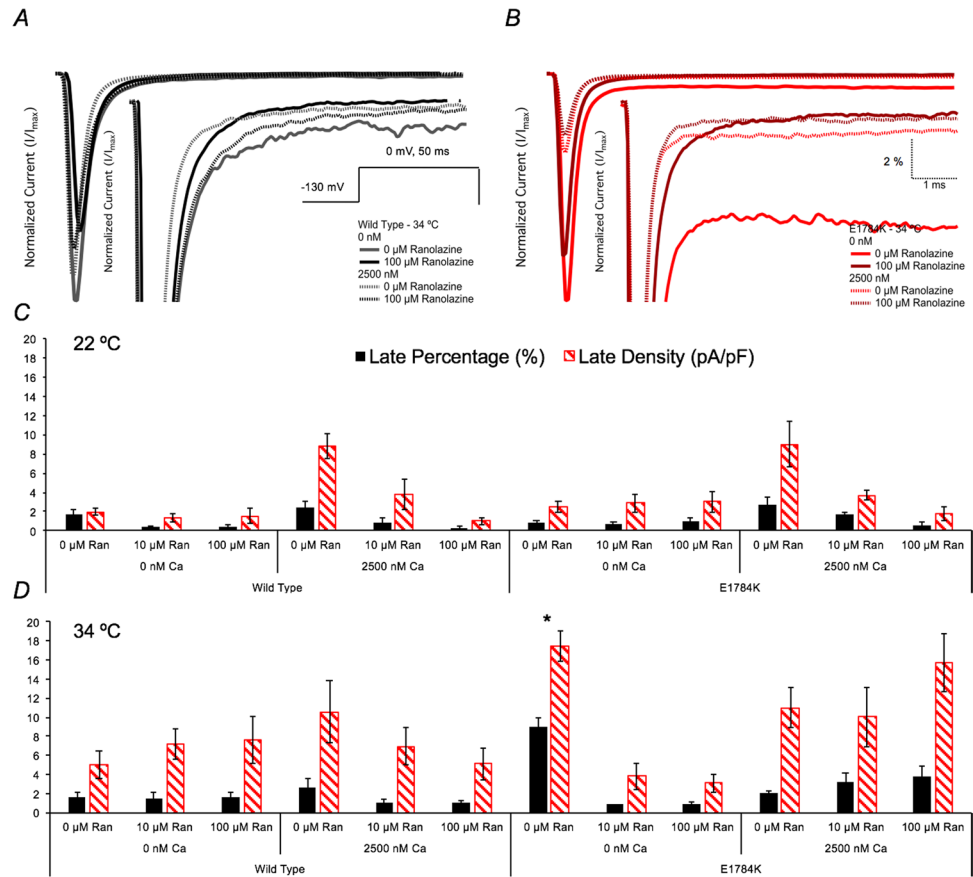 A
B
Normalized Current (I/Imax)
Normalized Current (I/Imax)
0 mV, 50 ms
-130 mV
Wild Type - 34 ºC
0 nM
0 µM Ranolazine
100 µM Ranolazine
2500 nM
0 µM Ranolazine
100 µM Ranolazine
Normalized Current (I/Imax)
Normalized Current (I/Imax)
2 %
1 ms
E1784K - 34 ºC
0 nM
0 µM Ranolazine
100 µM Ranolazine
2500 nM
0 µM Ranolazine
100 µM Ranolazine
C
22 ºC
Late Percentage (%) Late Density (pA/pF)
20
18
16
14
12
10
8
6
4
2
0
0 µM Ran 10 µM Ran 100 µM Ran 0 µM Ran 10 µM Ran 100 µM Ran 0 µM Ran 10 µM Ran 100 µM Ran 0 µM Ran 10 µM Ran 100 µM Ran
0 nM Ca 2500 nM Ca 0 nM Ca 2500 nM Ca
Wild Type E1784K
D
34 ºC
*
20
18
16
14
12
10
8
6
4
2
0
0 µM Ran 10 µM Ran 100 µM Ran 0 µM Ran 10 µM Ran 100 µM Ran 0 µM Ran 10 µM Ran 100 µM Ran 0 µM Ran 10 µM Ran 100 µM Ran
0 nM Ca 2500 nM Ca 0 nM Ca 2500 nM Ca
Wild Type E1784K